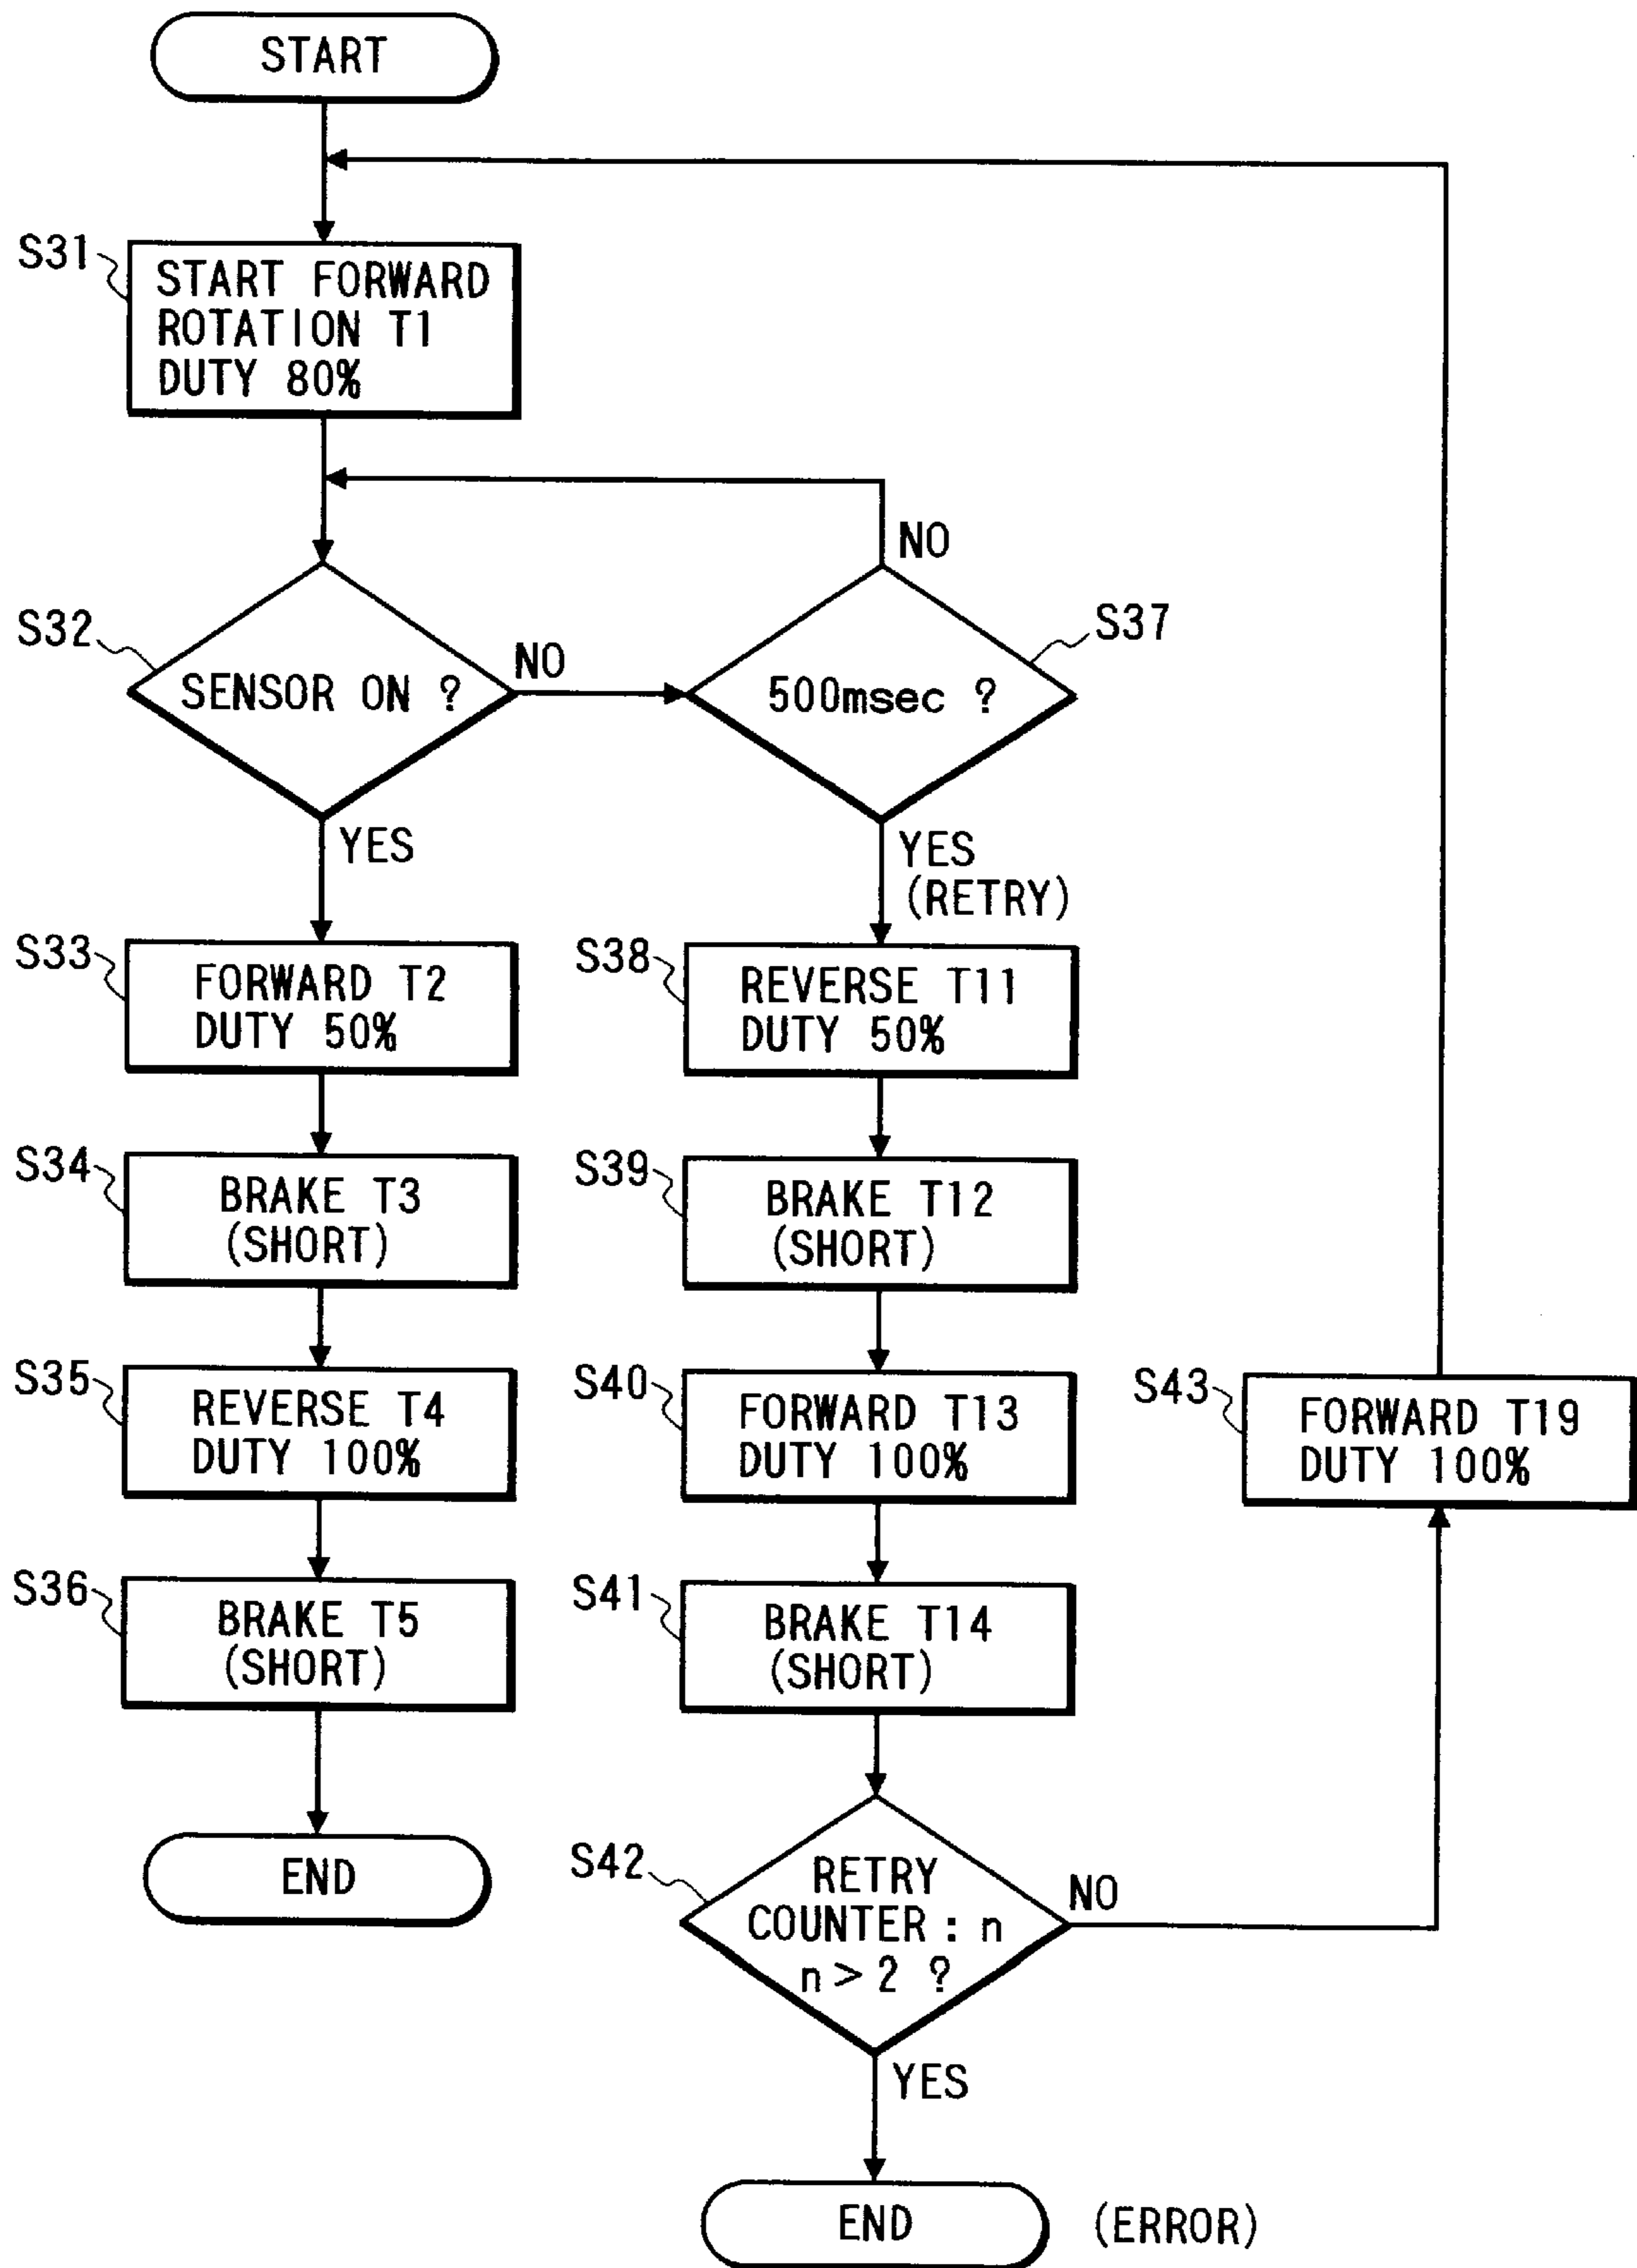 START
S31
START FORWARD
ROTATION T1
DUTY 80%
S32
SENSOR ON ?
NO
YES
S37
500msec ?
NO
YES
(RETRY)
S33
FORWARD T2
DUTY 50%
S34
BRAKE T3
(SHORT)
S35
REVERSE T4
DUTY 100%
S36
BRAKE T5
(SHORT)
END
S38
REVERSE T11
DUTY 50%
S39
BRAKE T12
(SHORT)
S40
FORWARD T13
DUTY 100%
S41
BRAKE T14
(SHORT)
S42
RETRY
COUNTER : n
n > 2 ?
NO
YES
S43
FORWARD T19
DUTY 100%
END
(ERROR)